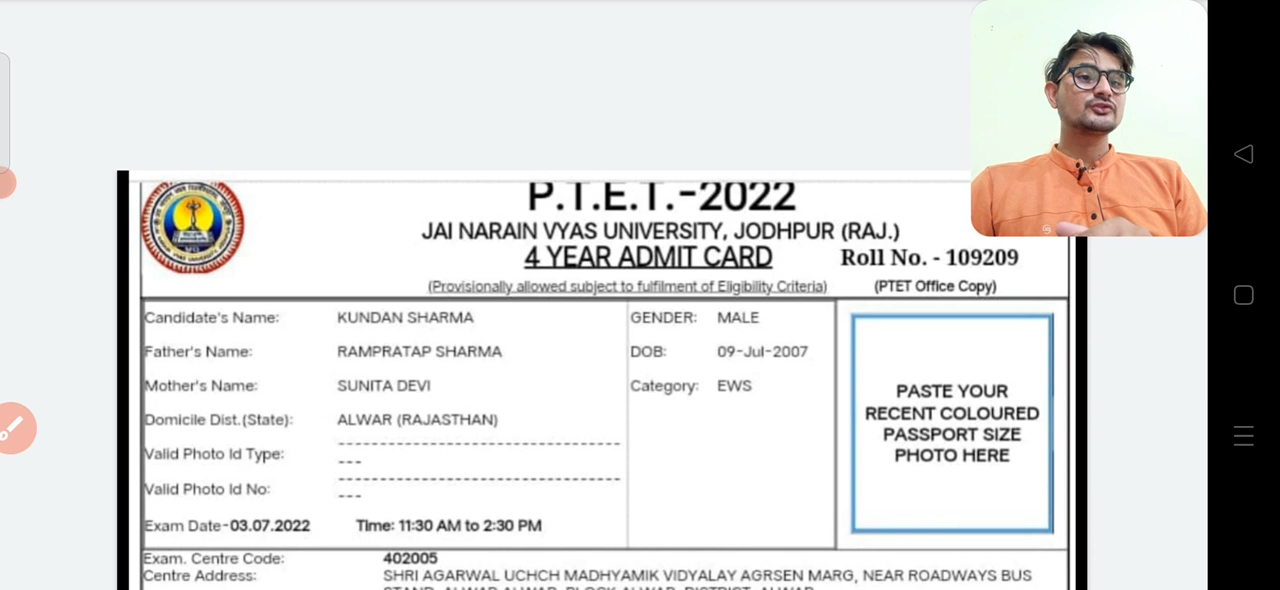 P.T.E.T.-2022
JAI NARAIN VYAS UNIVERSITY, JODHPUR (RAJ.)
4 YEAR ADMIT CARD
Roll No. - 109209
(Provisionally allowed subject to fulfilment of Eligibility Criteria)
(PTET Office Copy)
Candidate's Name: KUNDAN SHARMA
GENDER: MALE
Father's Name: RAMPRATAP SHARMA
DOB: 09-Jul-2007
Mother's Name: SUNITA DEVI
Category: EWS
Domicile Dist.(State): ALWAR (RAJASTHAN)
Valid Photo Id Type: ---
Valid Photo Id No: ---
PASTE YOUR
RECENT COLOURED
PASSPORT SIZE
PHOTO HERE
Exam Date-03.07.2022 Time: 11:30 AM to 2:30 PM
Exam. Centre Code: 402005
Centre Address: SHRI AGARWAL UCHCH MADHYAMIK VIDYALAY AGRSEN MARG, NEAR ROADWAYS BUS